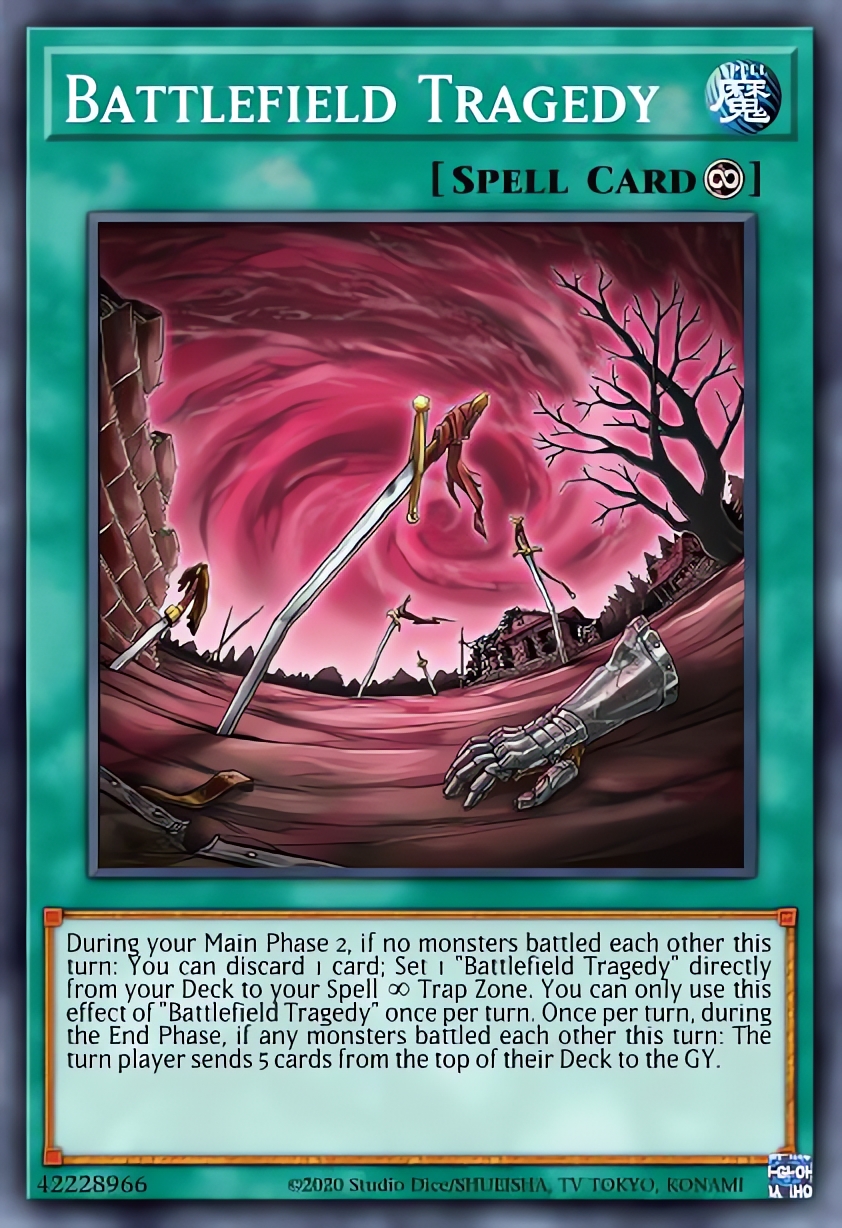 BATTLEFIELD TRAGEDY
魔
[SPELL CARD]
During your Main Phase 2, if no monsters battled each other this
turn: You can discard 1 card; Set 1 "Battlefield Tragedy" directly
from your Deck to your Spell ∞ Trap Zone. You can only use this
effect of "Battlefield Tragedy" once per turn. Once per turn, during
the End Phase, if any monsters battled each other this turn: The
turn player sends 5 cards from the top of their Deck to the GY.
42228966 ©2020 Studio Dice/SHUEISHA, TV TOKYO, KONAMI